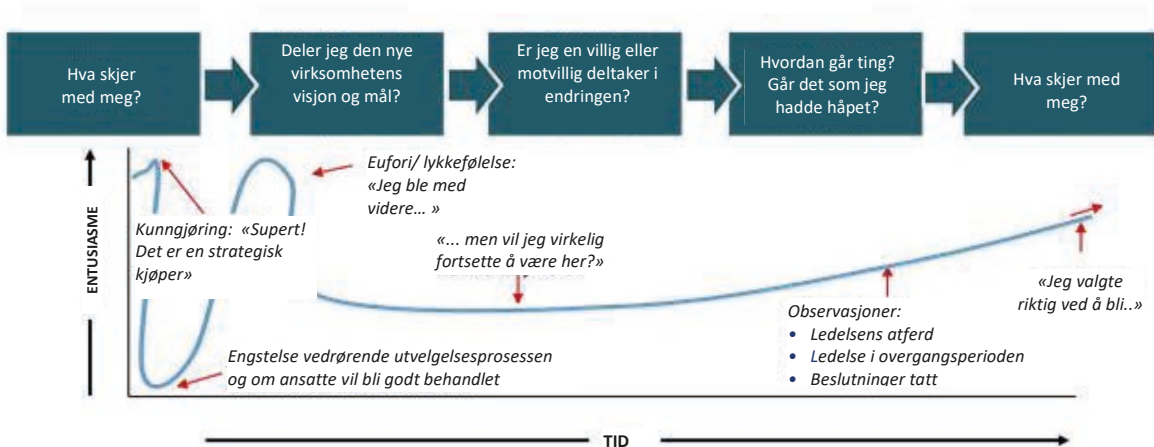 Hva skjer
med meg?
Deler jeg den nye
virksomhetens
visjon og mål?
Er jeg en villig eller
motvillig deltaker i
endringen?
Hvordan går ting?
Går det som jeg
hadde håpet?
Hva skjer med
meg?
ENTUSIASME
Kunngjøring: «Supert!
Det er en strategisk
kjøper»
Eufori/ lykkefølelse:
«Jeg ble med
videre… »
«... men vil jeg virkelig
fortsette å være her?»
Engstelse vedrørende utvelgelsesprosessen
og om ansatte vil bli godt behandlet
Observasjoner:
• Ledelsens atferd
• Ledelse i overgangsperioden
• Beslutninger tatt
«Jeg valgte
riktig ved å bli..»
TID